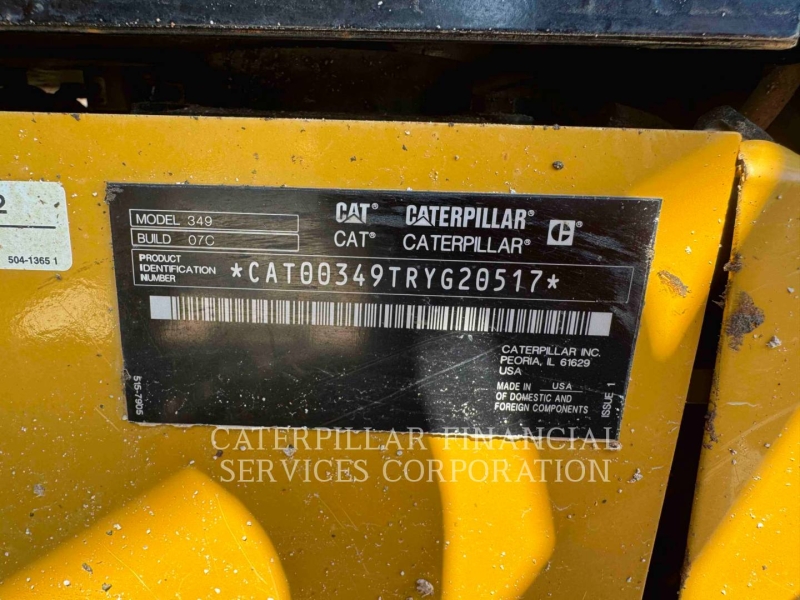 2
504-1365 1
MODEL 349
BUILD 07C
CAT® CATERPILLAR® C
CAT® CATERPILLAR®
PRODUCT
IDENTIFICATION
NUMBER
*CAT00349TRYG20517*
CATERPILLAR INC.
PEORIA, IL 61629
USA
MADE IN USA
OF DOMESTIC AND
FOREIGN COMPONENTS
ISSUE 1
515-7905
CATERPILLAR FINANCIAL
SERVICES CORPORATION